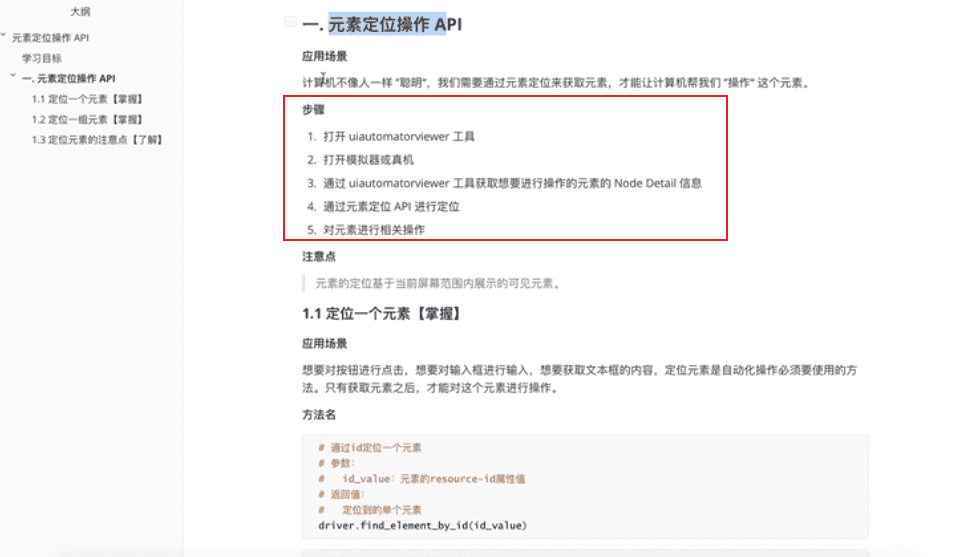 大纲
元素定位操作 API
学习目标
一. 元素定位操作 API
1.1 定位一个元素【掌握】
1.2 定位一组元素【掌握】
1.3 定位元素的注意点【了解】
一. 元素定位操作 API
应用场景
计算机不像人一样 "聪明"，我们需要通过元素定位来获取元素，才能让计算机帮我们 "操作" 这个元素。
步骤
1. 打开 uiautomatorviewer 工具
2. 打开模拟器或真机
3. 通过 uiautomatorviewer 工具获取想要进行操作的元素的 Node Detail 信息
4. 通过元素定位 API 进行定位
5. 对元素进行相关操作
注意点
元素的定位基于当前屏幕范围内展示的可见元素。
1.1 定位一个元素【掌握】
应用场景
想要对按钮进行点击，想要对输入框进行输入，想要获取文本框的内容，定位元素是自动化操作必须要使用的方
法。只有获取元素之后，才能对这个元素进行操作。
方法名
# 通过id定位一个元素
# 参数：
#   id_value：元素的resource-id属性值
# 返回值：
#   定位到的单个元素
driver.find_element_by_id(id_value)